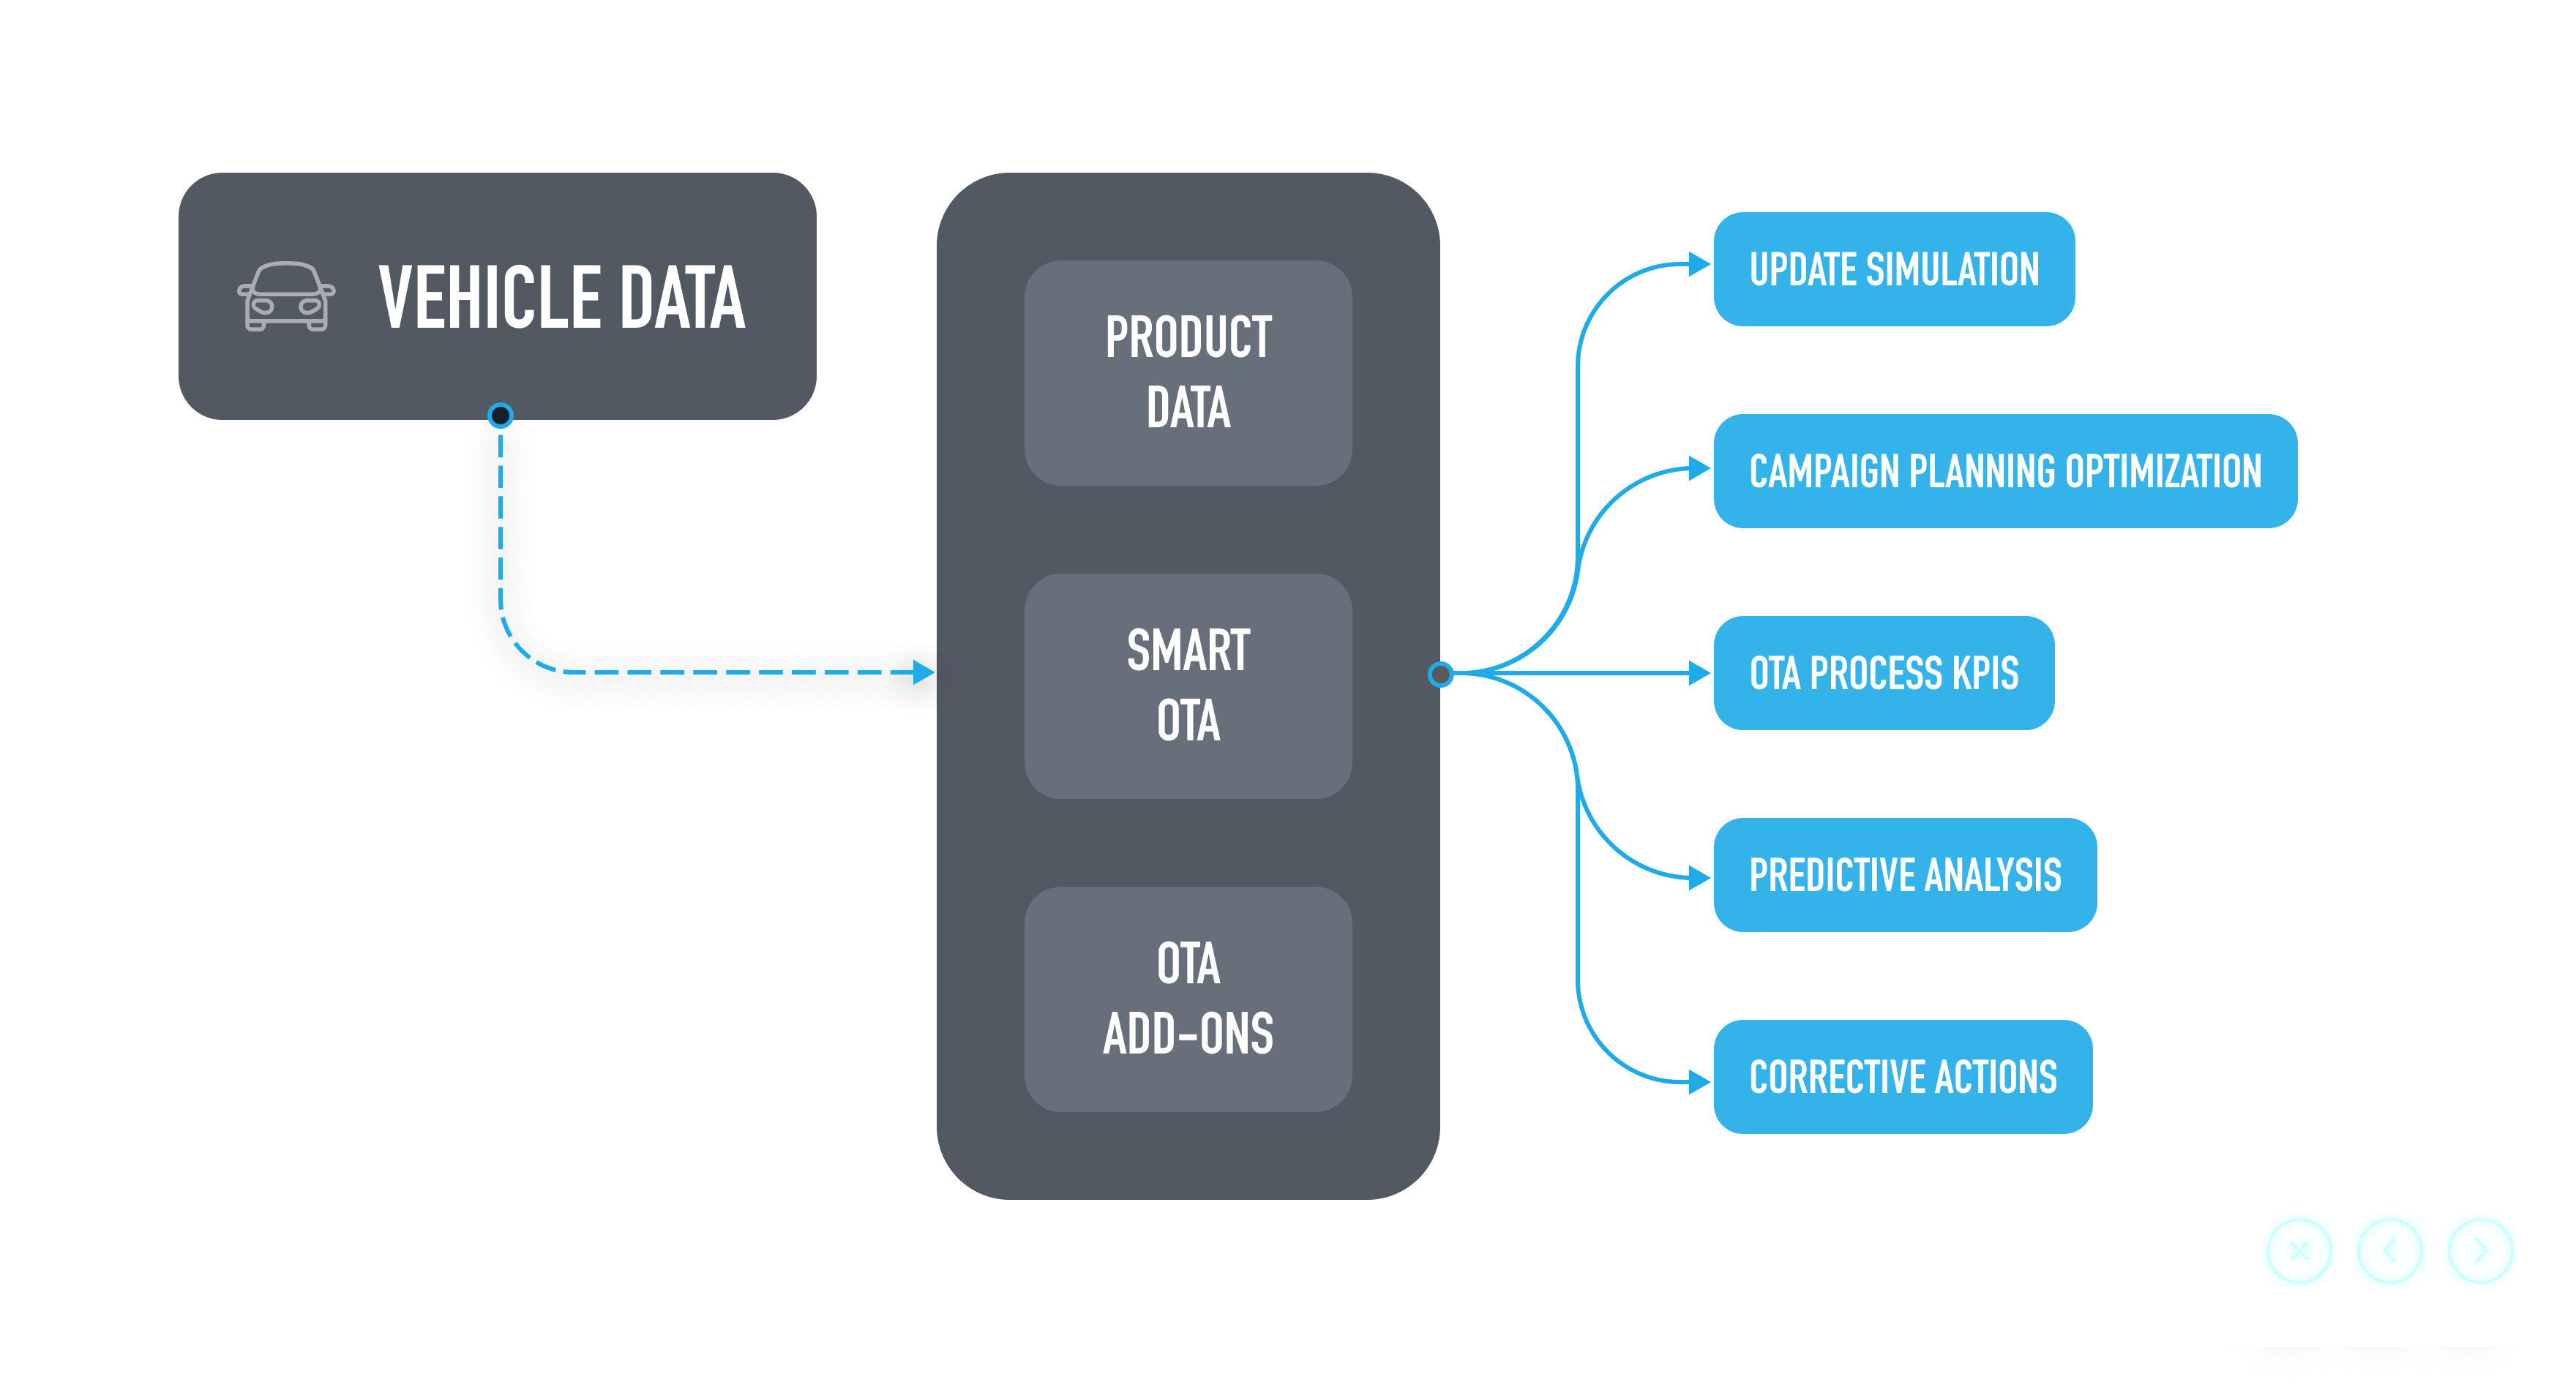 VEHICLE DATA
PRODUCT
DATA
SMART
OTA
OTA
ADD-ONS
UPDATE SIMULATION
CAMPAIGN PLANNING OPTIMIZATION
OTA PROCESS KPIS
PREDICTIVE ANALYSIS
CORRECTIVE ACTIONS